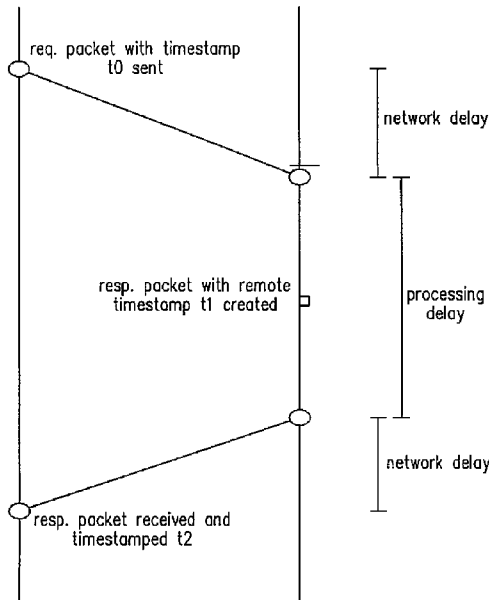 req. packet with timestamp
t0 sent
network delay
resp. packet with remote
timestamp t1 created
processing
delay
network delay
resp. packet received and
timestamped t2